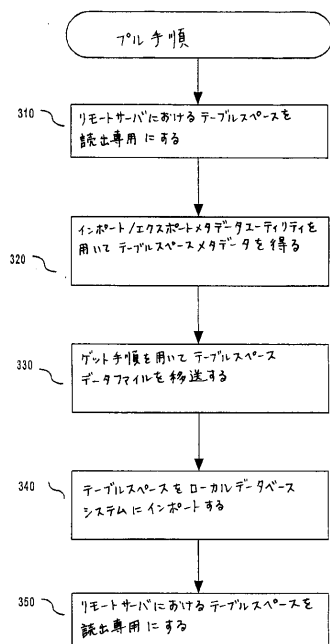 プル手順
310
リモートサーバにおけるテーブルスペースを
読出専用にする
320
インポート/エクスポートメタデータユーティリティを
用いてテーブルスペースメタデータを得る
330
ゲット手順を用いてテーブルスペース
データファイルを移送する
340
テーブルスペースをローカルデータベース
システムにインポートする
350
リモートサーバにおけるテーブルスペースを
読出専用にする